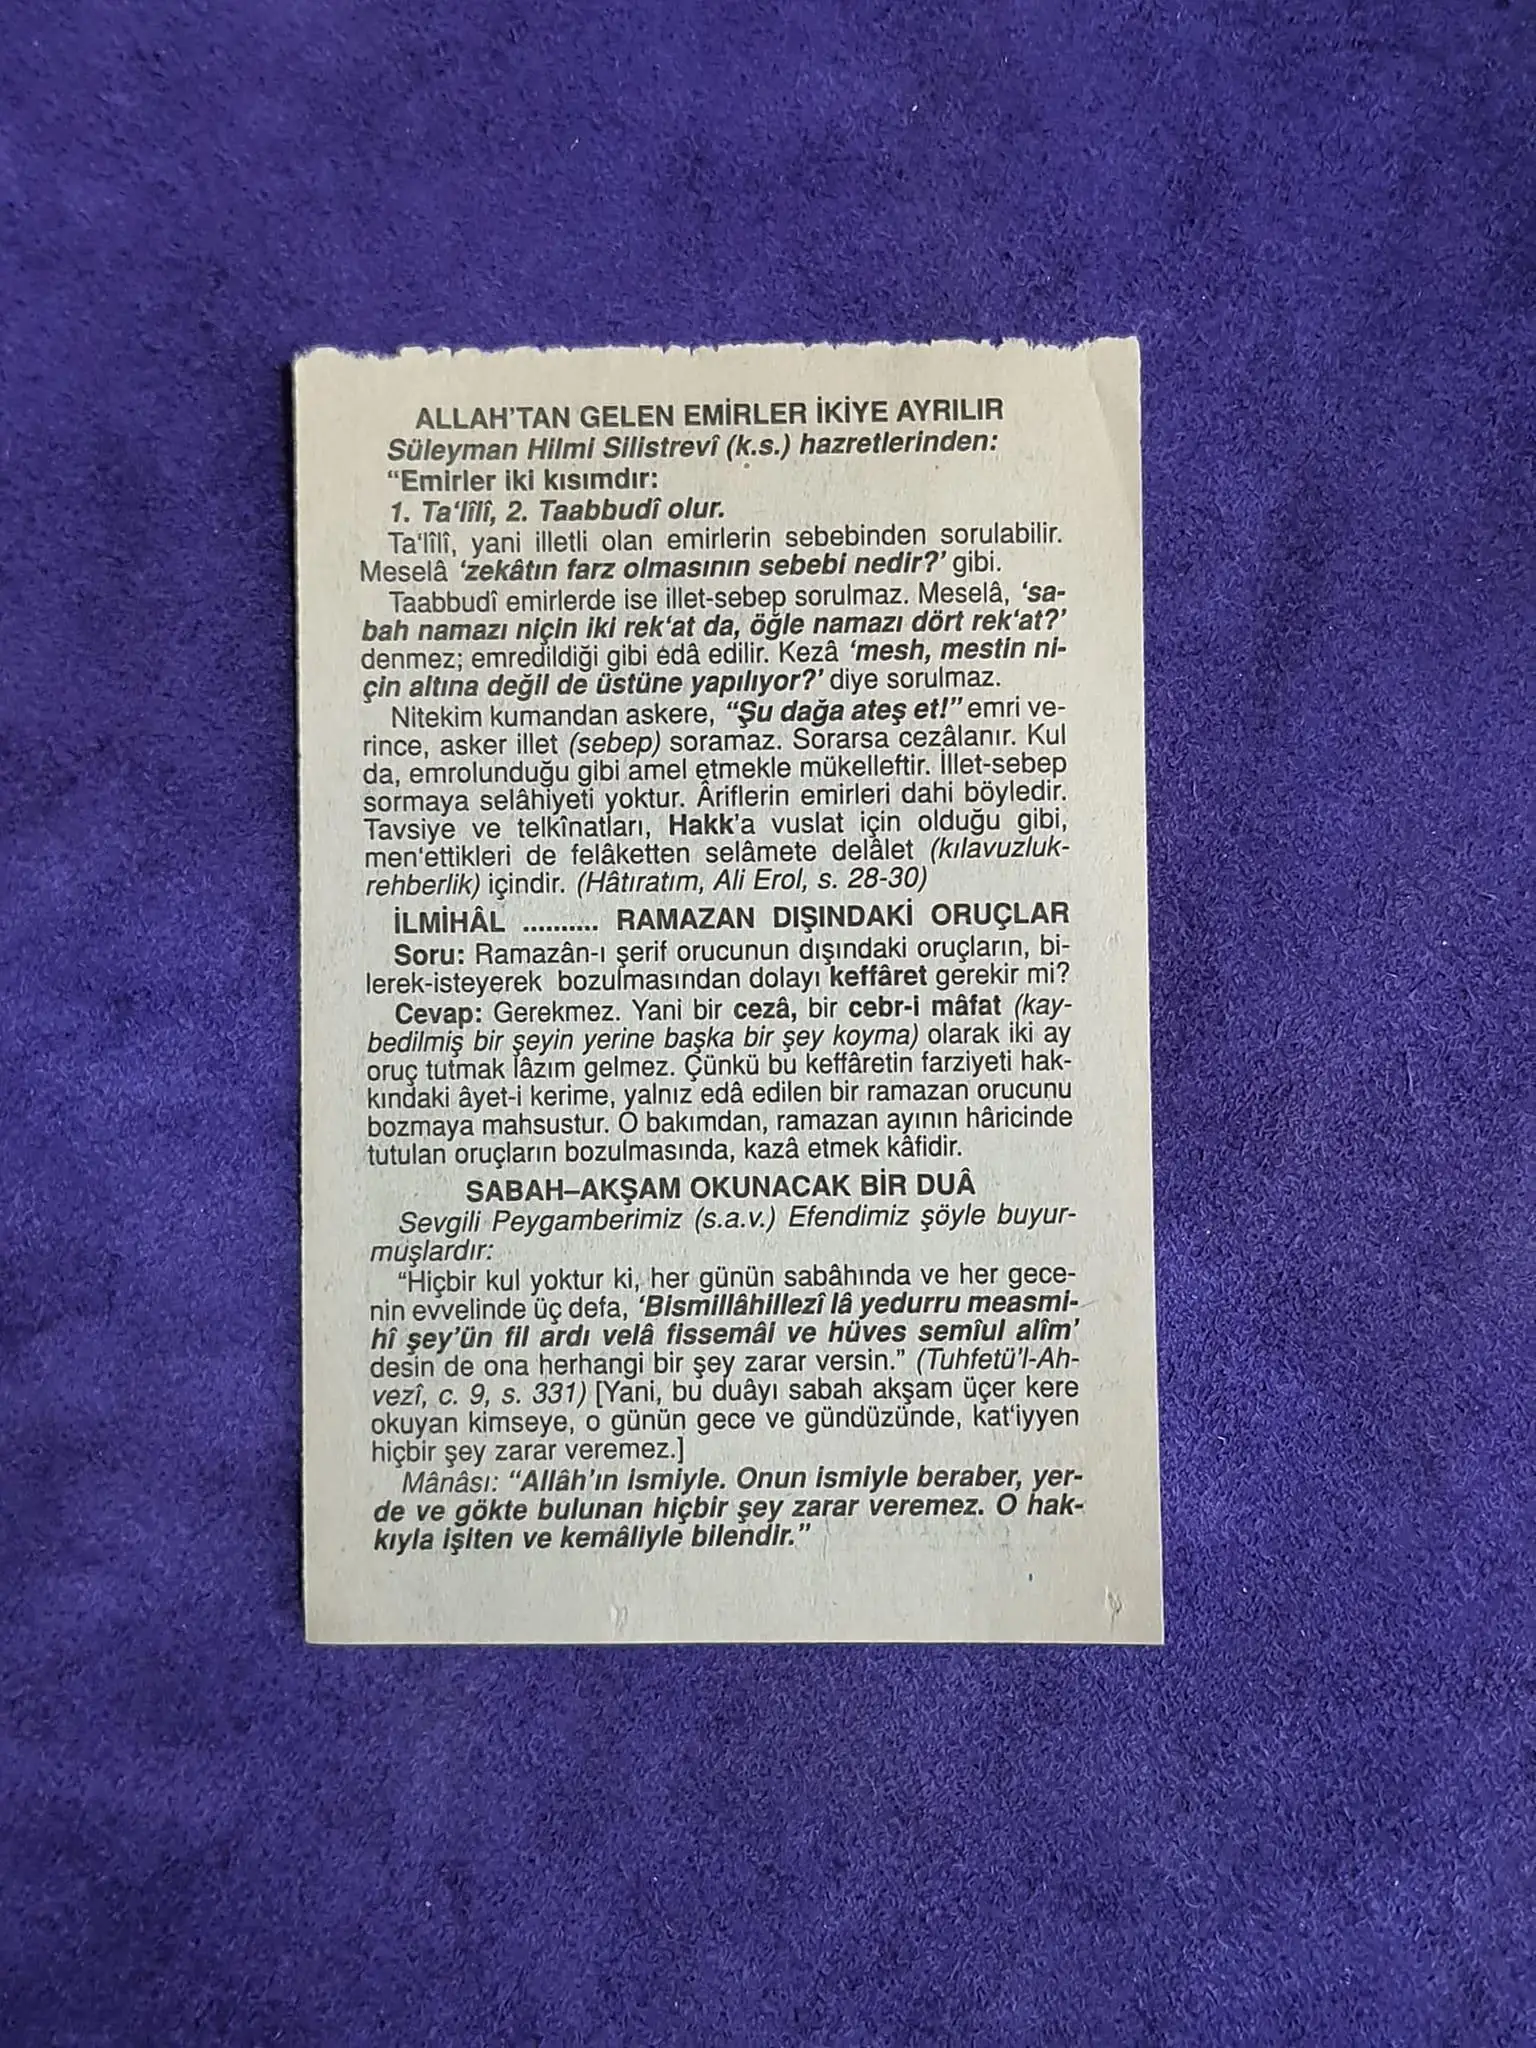 ALLAH’TAN GELEN EMİRLER İKİYE AYRILIR
Süleyman Hilmi Silistrevî (k.s.) hazretlerinden:
“Emirler iki kısımdır:
1. Ta‘lîlî, 2. Taabbudî olur.
Ta‘lîlî, yani illetli olan emirlerin sebebinden sorulabilir.
Meselâ ‘zekâtın farz olmasının sebebi nedir?’ gibi.
Taabbudî emirlerde ise illet-sebep sorulmaz. Meselâ, ‘sa-
bah namazı niçin iki rek‘at da, öğle namazı dört rek‘at?’
denmez; emredildiği gibi edâ edilir. Kezâ ‘mesh, mestin ni-
çin altına değil de üstüne yapılıyor?’ diye sorulmaz.
Nitekim kumandan askere, “Şu dağa ateş et!” emri ve-
rince, asker illet (sebep) soramaz. Sorarsa cezâlanır. Kul
da, emrolunduğu gibi amel etmekle mükelleftir. İllet-sebep
sormaya selâhiyeti yoktur. Âriflerin emirleri dahi böyledir.
Tavsiye ve telkînatları, Hakk’a vuslat için olduğu gibi,
men‘ettikleri de felâketten selâmete delâlet (kılavuzluk-
rehberlik) içindir. (Hâtıratım, Ali Erol, s. 28-30)
İLMİHÂL .......... RAMAZAN DIŞINDAKİ ORUÇLAR
Soru: Ramazân-ı şerif orucunun dışındaki oruçların, bi-
lerek-isteyerek bozulmasından dolayı keffâret gerekir mi?
Cevap: Gerekmez. Yani bir cezâ, bir cebr-i mâfat (kay-
bedilmiş bir şeyin yerine başka bir şey koyma) olarak iki ay
oruç tutmak lâzım gelmez. Çünkü bu keffâretin farziyeti hak-
kındaki âyet-i kerime, yalnız edâ edilen bir ramazan orucunu
bozmaya mahsustur. O bakımdan, ramazan ayının hâricinde
tutulan oruçların bozulmasında, kazâ etmek kâfidir.
SABAH–AKŞAM OKUNACAK BİR DUÂ
Sevgili Peygamberimiz (s.a.v.) Efendimiz şöyle buyur-
muşlardır:
“Hiçbir kul yoktur ki, her günün sabâhında ve her gece-
nin evvelinde üç defa, ‘Bismillâhillezî lâ yedurru measmi-
hî şey’ün fil ardı velâ fissemâi ve hüves semîul alîm’
desin de ona herhangi bir şey zarar versin.” (Tuhfetü’l-Ah-
vezî, c. 9, s. 331) [Yani, bu duâyı sabah akşam üçer kere
okuyan kimseye, o günün gece ve gündüzünde, kat‘iyyen
hiçbir şey zarar veremez.]
Mânâsı: “Allâh’ın ismiyle. Onun ismiyle beraber, yer-
de ve gökte bulunan hiçbir şey zarar veremez. O hak-
kıyla işiten ve kemâliyle bilendir.”